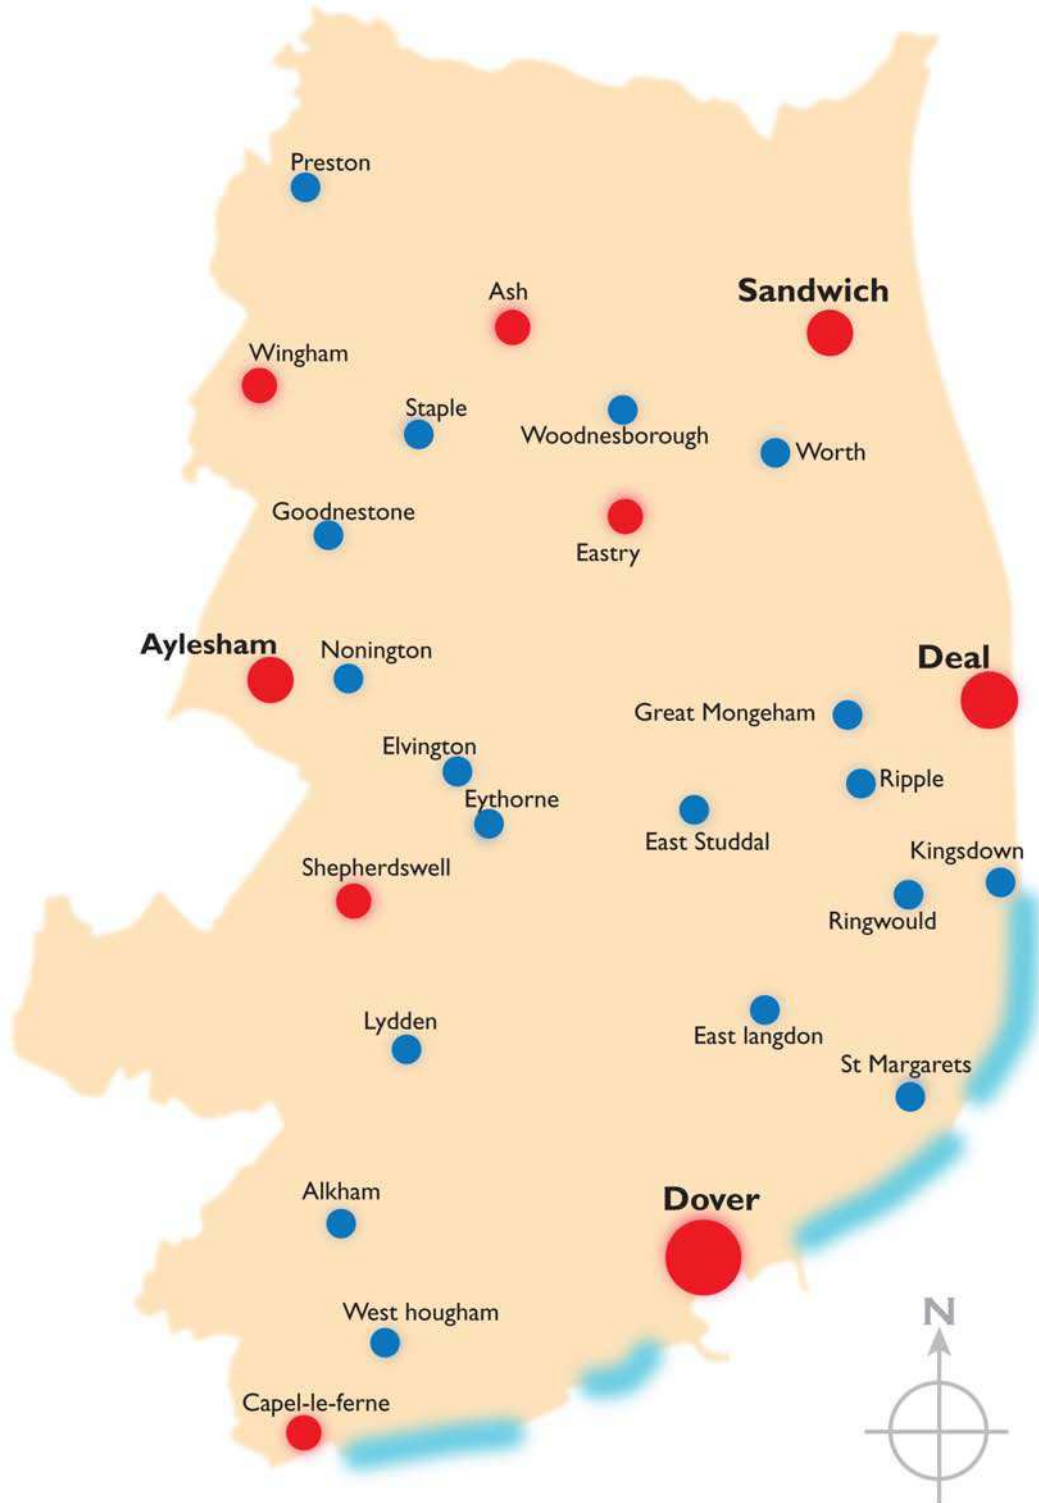 Preston
Ash
Sandwich
Wingham
Staple
Woodnesborough
Worth
Goodnestone
Eastry
Aylesham
Nonington
Deal
Great Mongeham
Elvington
Ripple
Eythorne
East Studdal
Kingsdown
Shepherdswell
Ringwould
Lydden
East langdon
St Margarets
Alkham
Dover
West hougham
N
Capel-le-ferne